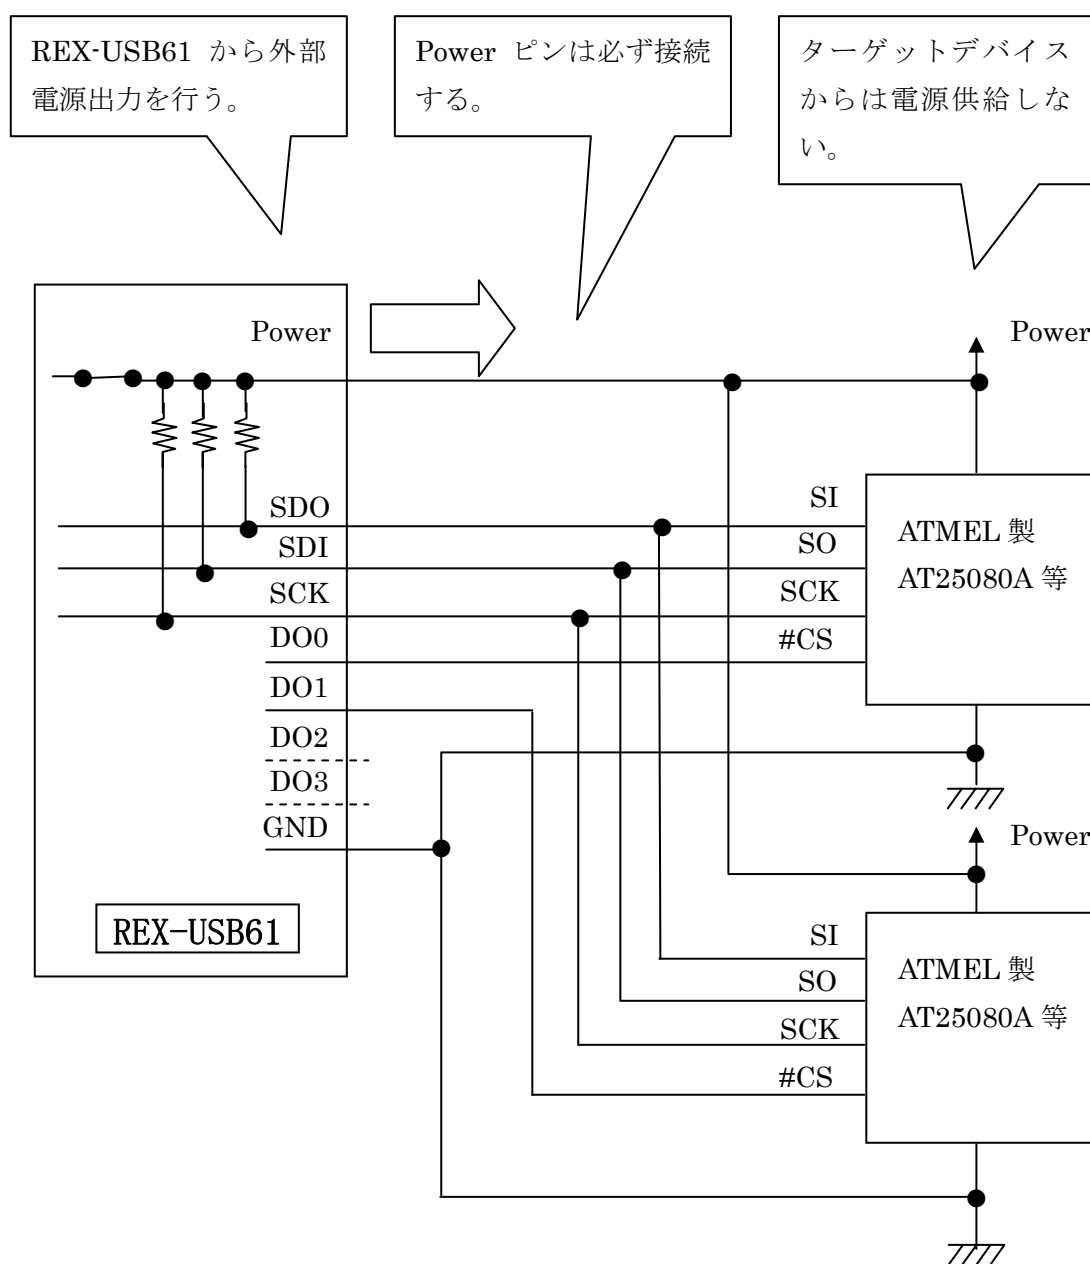 REX-USB61 から外部
電源出力を行う。
Power ピンは必ず接続
する。
ターゲットデバイス
からは電源供給しな
い。
Power
Power
SDO
SDI
SCK
DO0
DO1
DO2
DO3
GND
REX-USB61
SI
SO
SCK
#CS
ATMEL 製
AT25080A 等
Power
SI
SO
SCK
#CS
ATMEL 製
AT25080A 等